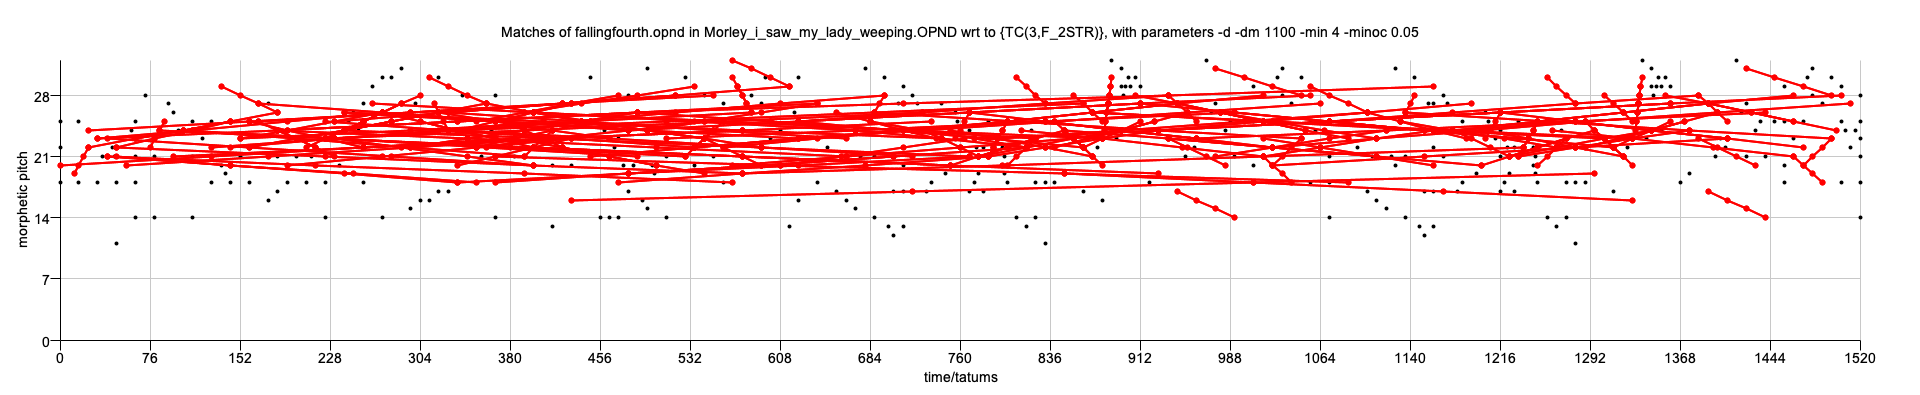 Matches of fallingfourth.opnd in Morley_i_saw_my_lady_weeping.OPND wrt to {TC(3,F_2STR)}, with parameters -d -dm 1100 -min 4 -minoc 0.05
morphetic pitch
28
21
14
7
0
0 76 152 228 304 380 456 532 608 684 760 836 912 988 1064 1140 1216 1292 1368 1444 1520
time/tatums